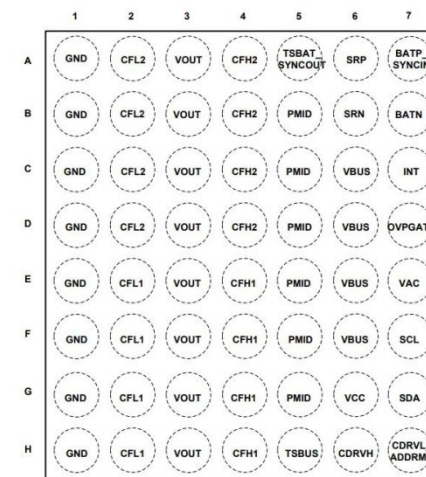 1 2 3 4 5 6 7
A GND CFL2 VOUT CFH2 TSBAT_ SYNCOUT SRP BATP_ SYNCIN
B GND CFL2 VOUT CFH2 PMID SRN BATN
C GND CFL2 VOUT CFH2 PMID VBUS INT
D GND CFL2 VOUT CFH2 PMID VBUS OVPGAT
E GND CFL1 VOUT CFH1 PMID VBUS VAC
F GND CFL1 VOUT CFH1 PMID VBUS SCL
G GND CFL1 VOUT CFH1 PMID VCC SDA
H GND CFL1 VOUT CFH1 TSBUS CDRVH CDRVL_ ADDRM